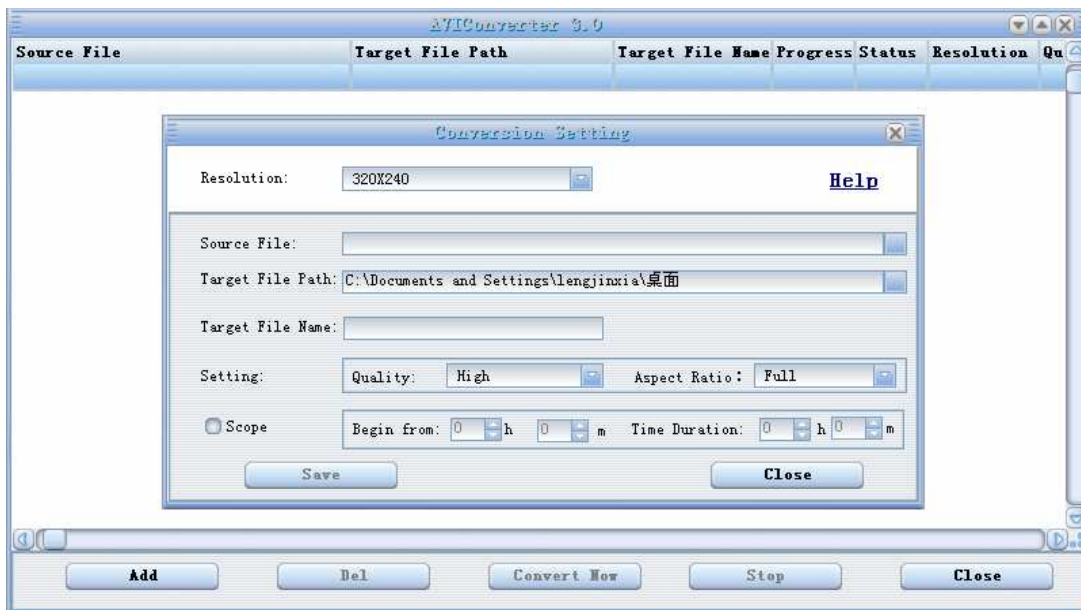 AVIConverter 3.0
Source File Target File Path Target File Name Progress Status Resolution Qu
Conversion Setting
Resolution: 320X240 Help
Source File:
Target File Path: C:\Documents and Settings\lengjinxia\桌面
Target File Name:
Setting: Quality: High Aspect Ratio: Full
Scope Begin from: 0 h 0 m Time Duration: 0 h 0 m
Save Close
Add Del Convert Now Stop Close